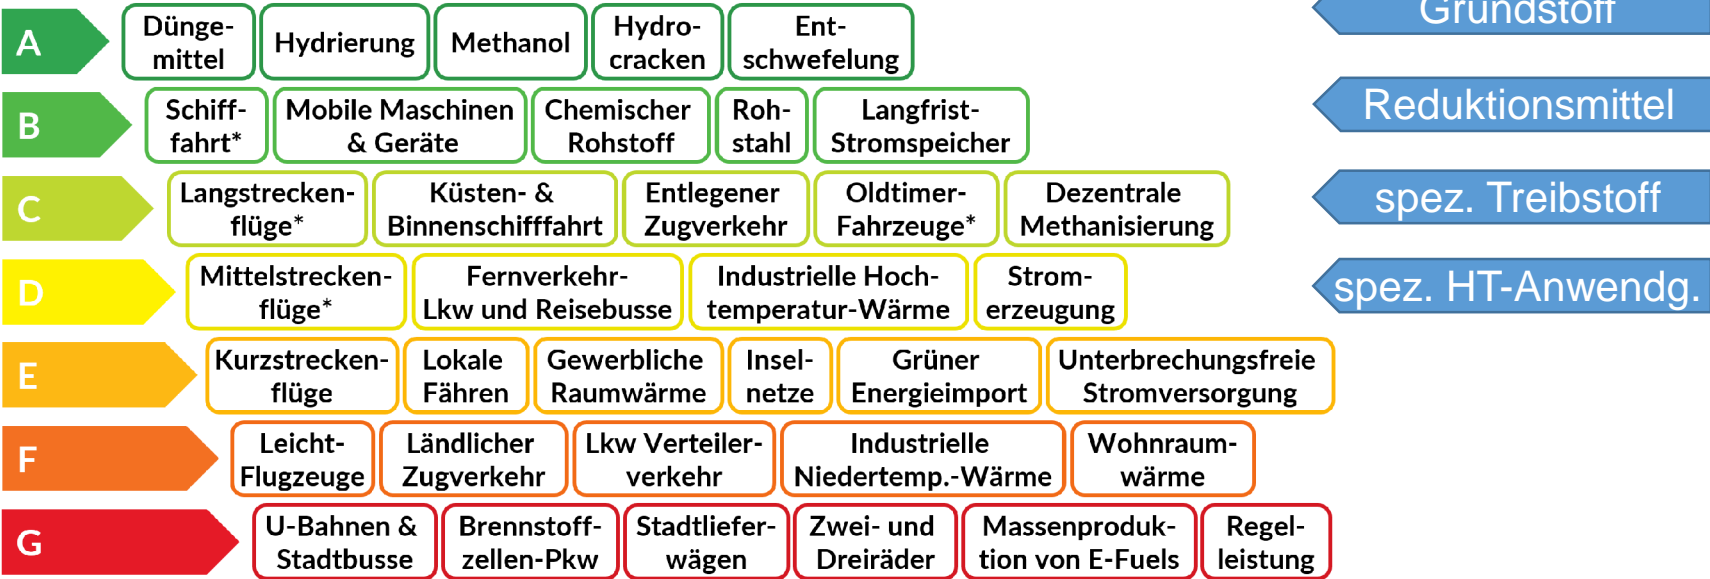 A
Dünge-
mittel
Hydrierung
Methanol
Hydro-
cracken
Ent-
schwefelung
Grundstoff
B
Schiff-
fahrt*
Mobile Maschinen
& Geräte
Chemischer
Rohstoff
Roh-
stahl
Langfrist-
Stromspeicher
Reduktionsmittel
C
Langstrecken-
flüge*
Küsten- &
Binnenschifffahrt
Entlegener
Zugverkehr
Oldtimer-
Fahrzeuge*
Dezentrale
Methanisierung
spez. Treibstoff
D
Mittelstrecken-
flüge*
Fernverkehr-
Lkw und Reisebusse
Industrielle Hoch-
temperatur-Wärme
Strom-
erzeugung
spez. HT-Anwendg.
E
Kurzstrecken-
flüge
Lokale
Fähren
Gewerbliche
Raumwärme
Insel-
netze
Grüner
Energieimport
Unterbrechungsfreie
Stromversorgung
F
Leicht-
Flugzeuge
Ländlicher
Zugverkehr
Lkw Verteiler-
verkehr
Industrielle
Niedertemp.-Wärme
Wohnraum-
wärme
G
U-Bahnen &
Stadtbusse
Brennstoff-
zellen-Pkw
Stadtliefer-
wägen
Zwei- und
Dreiräder
Massenproduk-
tion von E-Fuels
Regel-
leistung